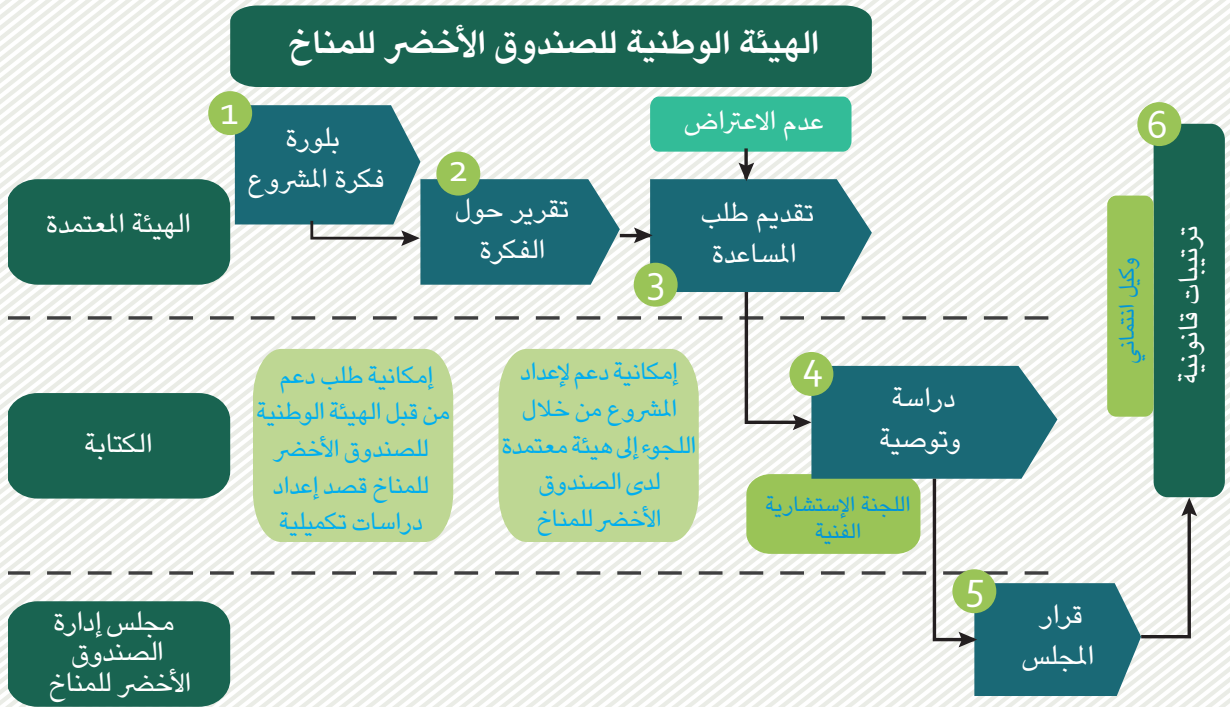 الهيئة الوطنية للصندوق الأخضر للمناخ
1
بلورة
فكرة المشروع
2
تقرير حول
الفكرة
عدم الاعتراض
تقديم طلب
المساعدة
3
الهيئة المعتمدة
6
ترتيبات قانونية
وكيل ائتماني
الكتابة
إمكانية طلب دعم
من قبل الهيئة الوطنية
للصندوق الأخضر
للمناخ قصد إعداد
دراسات تكميلية
إمكانية دعم لإعداد
المشروع من خلال
اللجوء إلى هيئة معتمدة
لدى الصندوق
الأخضر للمناخ
4
دراسة
وتوصية
اللجنة الإستشارية
الفنية
5
قرار
المجلس
مجلس إدارة
الصندوق
الأخضر للمناخ